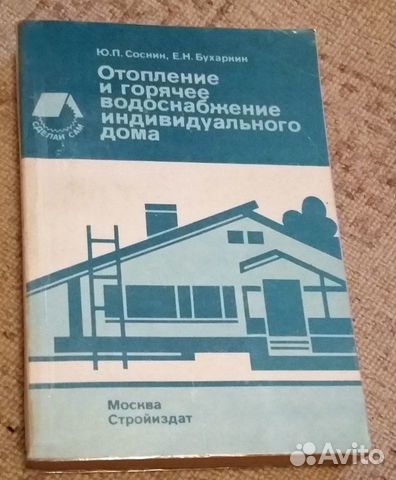 Ю.П. Соснин, Е.Н. Бухаркин
Отопление
и горячее
водоснабжение
индивидуального
дома
СДЕЛАЙ САМ
Москва
Стройиздат
Avito